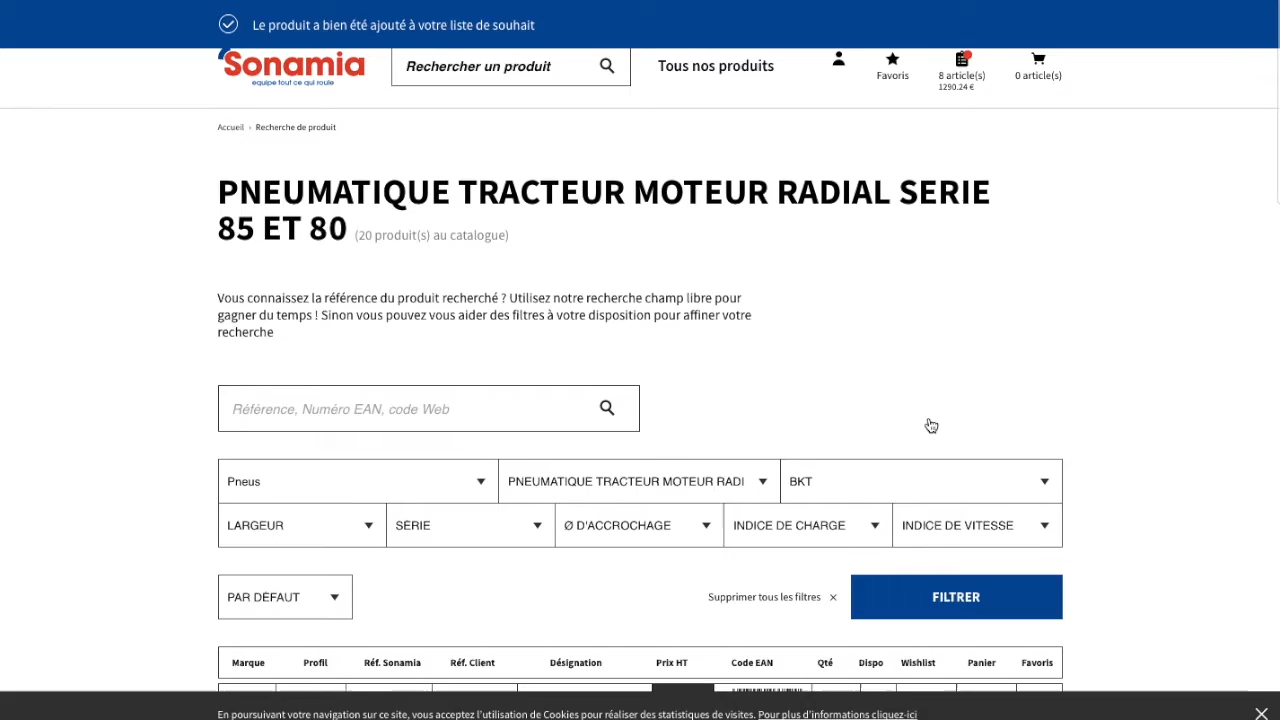 Le produit a bien été ajouté à votre liste de souhait
Sonamia
equipe tout ce qui roule
Rechercher un produit
Tous nos produits
Favoris
8 article(s)
1290.24 €
0 article(s)
Accueil › Recherche de produit
PNEUMATIQUE TRACTEUR MOTEUR RADIAL SERIE
85 ET 80 (20 produit(s) au catalogue)
Vous connaissez la référence du produit recherché ? Utilisez notre recherche champ libre pour
gagner du temps ! Sinon vous pouvez vous aider des filtres à votre disposition pour affiner votre
recherche
Référence, Numéro EAN, code Web
Pneus
PNEUMATIQUE TRACTEUR MOTEUR RADI
BKT
LARGEUR
SÉRIE
Ø D'ACCROCHAGE
INDICE DE CHARGE
INDICE DE VITESSE
PAR DÉFAUT
Supprimer tous les filtres ×
FILTRER
Marque Profil Réf. Sonamia Réf. Client Désignation Prix HT Code EAN Qté Dispo Wishlist Panier Favoris
En poursuivant votre navigation sur ce site, vous acceptez l'utilisation de Cookies pour réaliser des statistiques de visites. Pour plus d'informations cliquez-ici